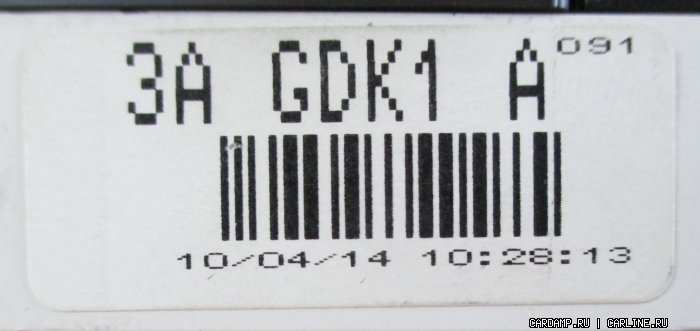 3A GDK1 A 091
10/04/14 10:28:13
CARDAMP.RU | CARLINE.RU